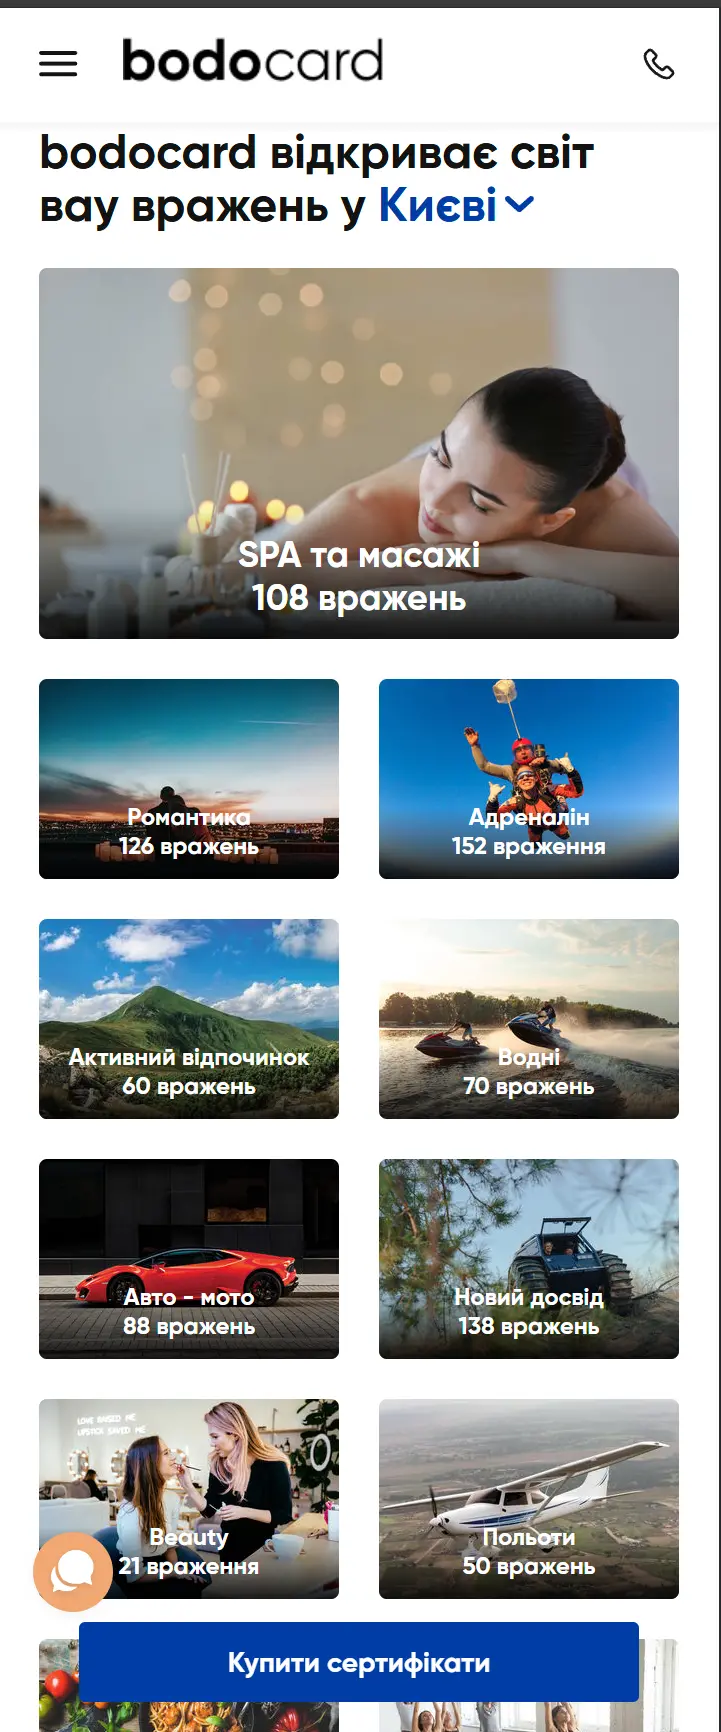 bodocard
bodocard відкриває світ
вау вражень у Києві
SPA та масажі
108 вражень
Романтика
126 вражень
Адреналін
152 враження
Активний відпочинок
60 вражень
Водні
70 вражень
Авто - мото
88 вражень
Новий досвід
138 вражень
LOVE RAISED ME
LIPSTICK SAVED ME
Beauty
21 враження
Польоти
50 вражень
Купити сертифікати